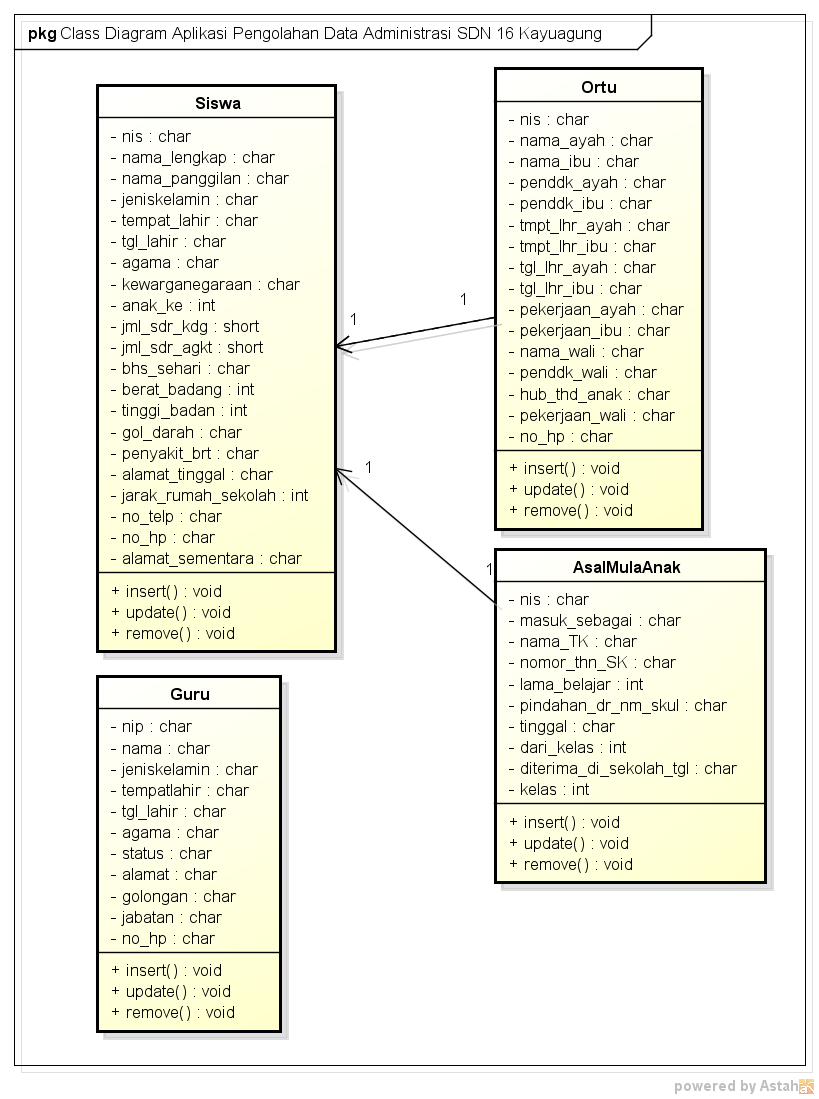 pkg Class Diagram Aplikasi Pengolahan Data Administrasi SDN 16 Kayuagung
Siswa
- nis : char
- nama_lengkap : char
- nama_panggilan : char
- jeniskelamin : char
- tempat_lahir : char
- tgl_lahir : char
- agama : char
- kewarganegaraan : char
- anak_ke : int
- jml_sdr_kdg : short
- jml_sdr_agkt : short
- bhs_sehari : char
- berat_badang : int
- tinggi_badan : int
- gol_darah : char
- penyakit_brt : char
- alamat_tinggal : char
- jarak_rumah_sekolah : int
- no_telp : char
- no_hp : char
- alamat_sementara : char
+ insert() : void
+ update() : void
+ remove() : void
Ortu
- nis : char
- nama_ayah : char
- nama_ibu : char
- penddk_ayah : char
- penddk_ibu : char
- tmpt_lhr_ayah : char
- tmpt_lhr_ibu : char
- tgl_lhr_ayah : char
- tgl_lhr_ibu : char
- pekerjaan_ayah : char
- pekerjaan_ibu : char
- nama_wali : char
- penddk_wali : char
- hub_thd_anak : char
- pekerjaan_wali : char
- no_hp : char
+ insert() : void
+ update() : void
+ remove() : void
1
1
1
1
AsalMulaAnak
- nis : char
- masuk_sebagai : char
- nama_TK : char
- nomor_thn_SK : char
- lama_belajar : int
- pindahan_dr_nm_skul : char
- tinggal : char
- dari_kelas : int
- diterima_di_sekolah_tgl : char
- kelas : int
+ insert() : void
+ update() : void
+ remove() : void
Guru
- nip : char
- nama : char
- jeniskelamin : char
- tempatlahir : char
- tgl_lahir : char
- agama : char
- status : char
- alamat : char
- golongan : char
- jabatan : char
- no_hp : char
+ insert() : void
+ update() : void
+ remove() : void
powered by Astah